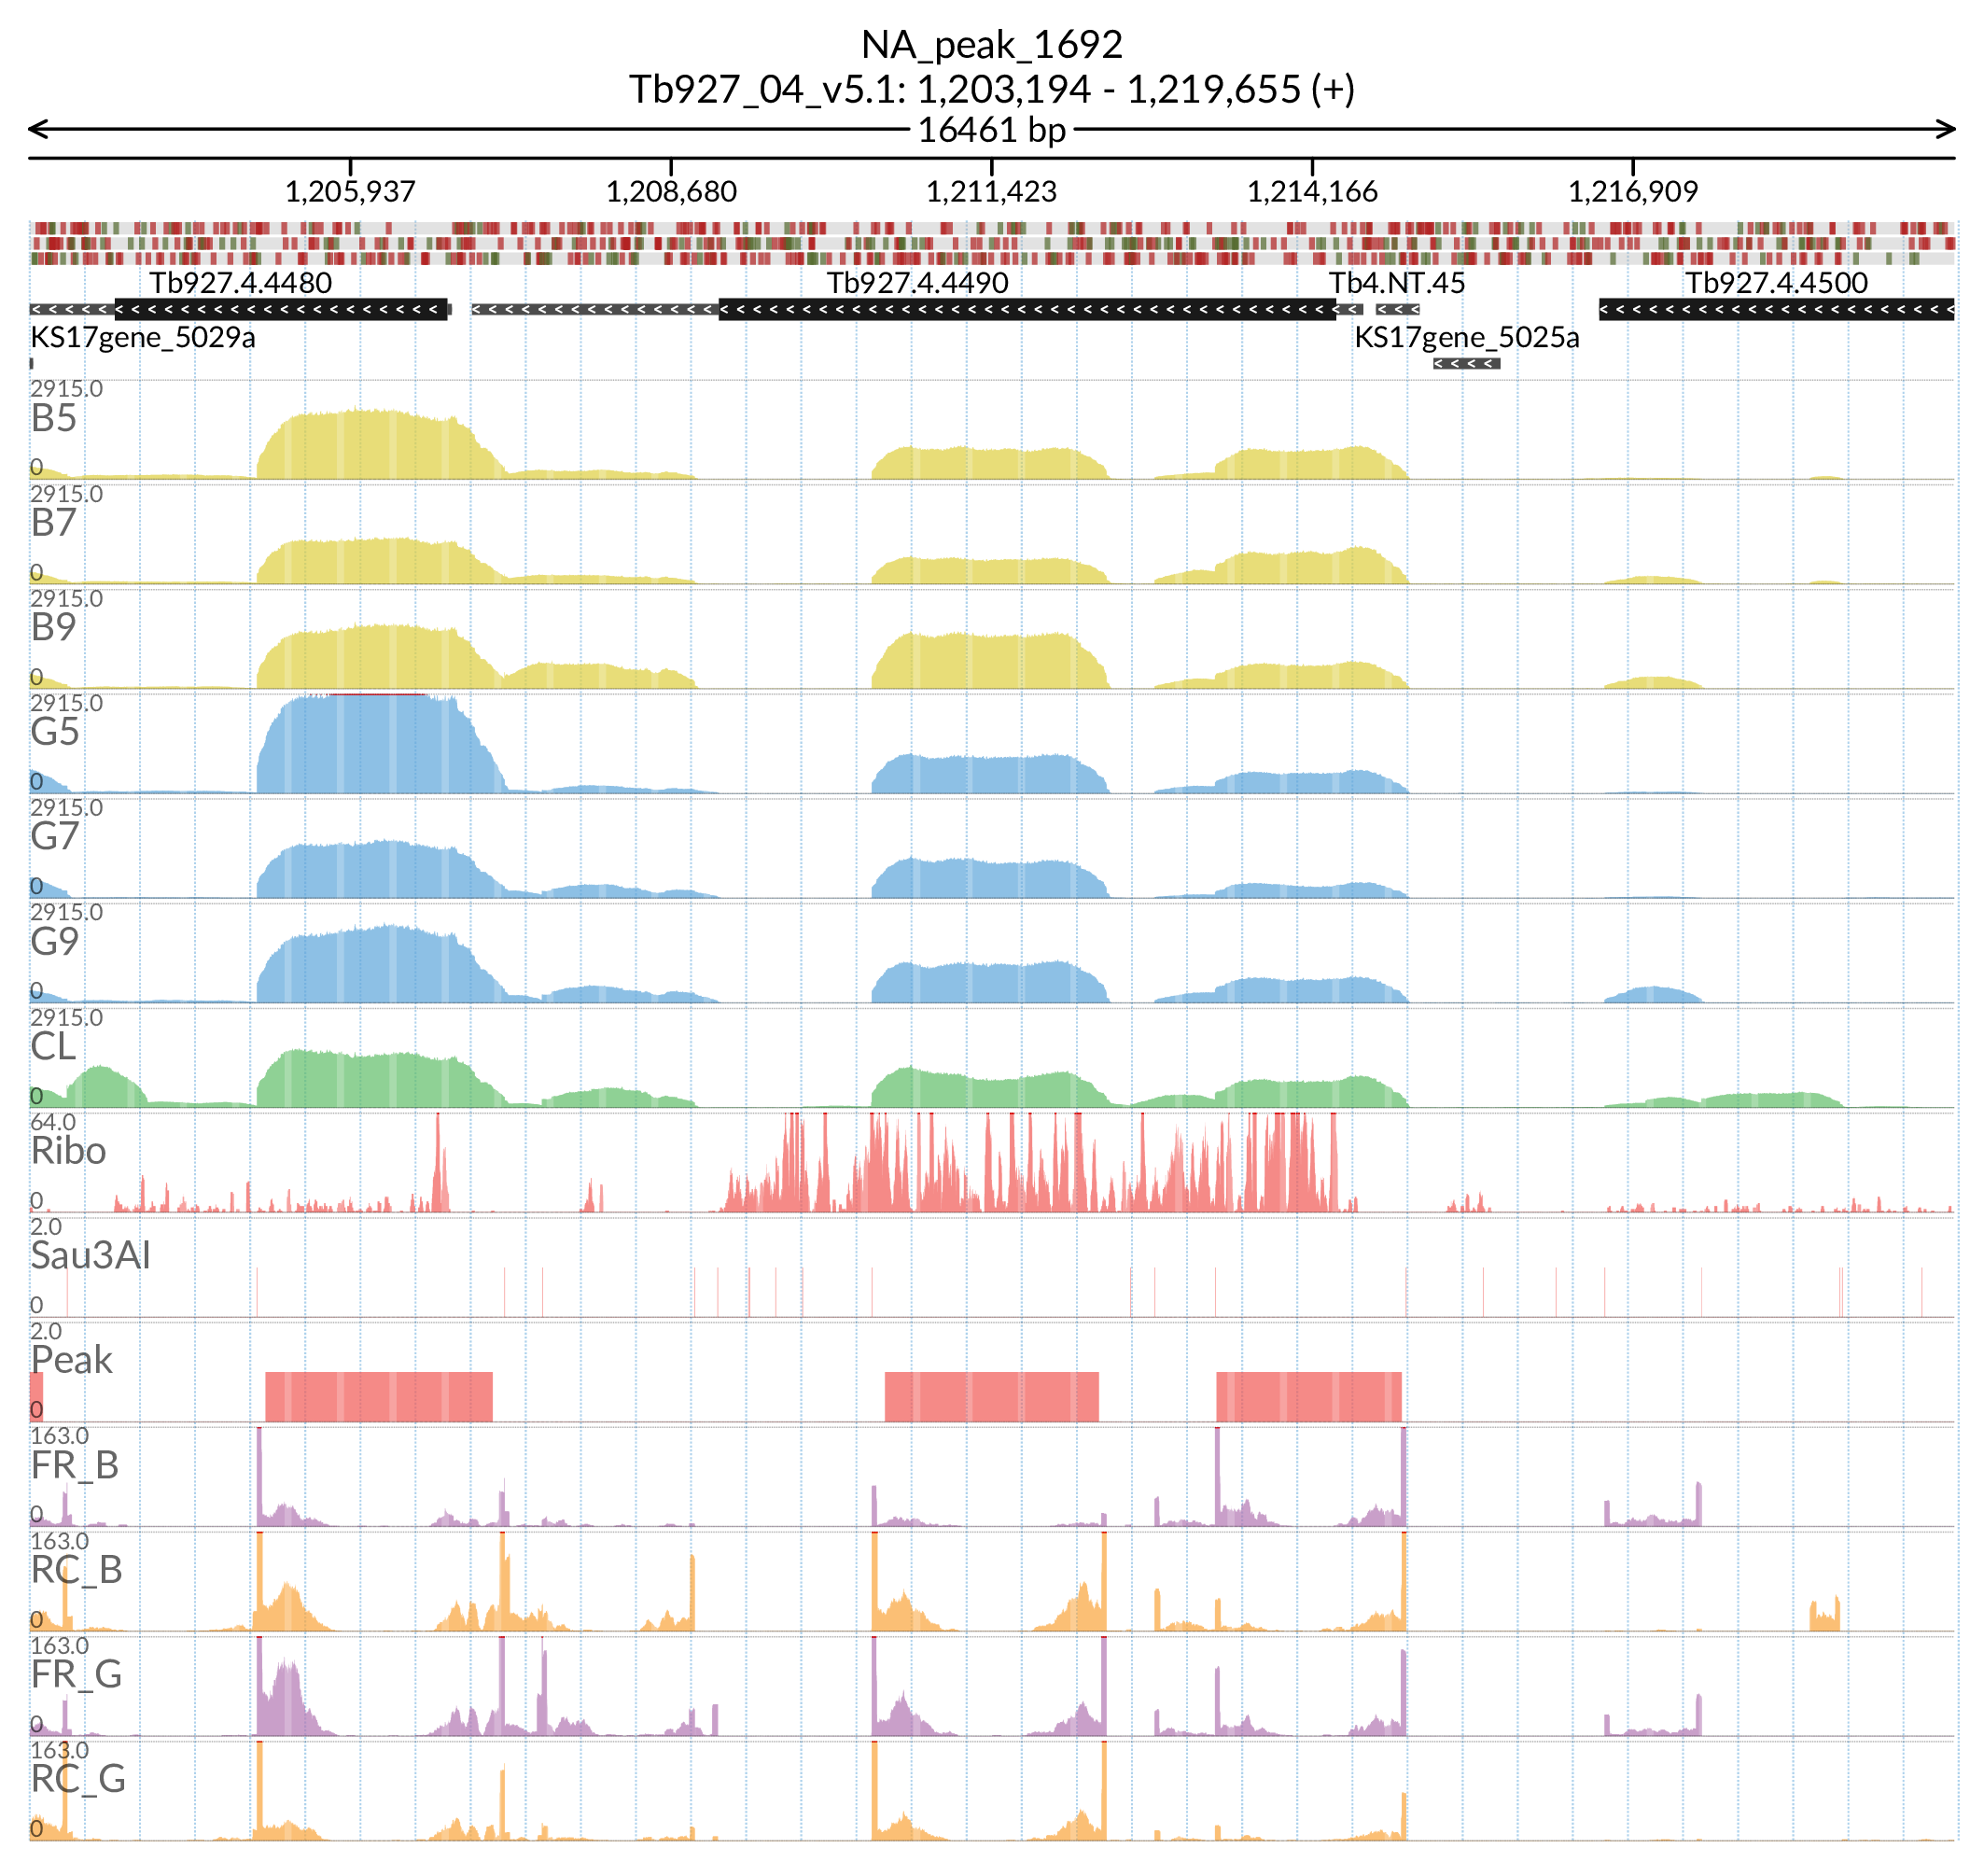 NA_peak_1692
Tb927_04_v5.1: 1,203,194 - 1,219,655 (+)
16461 bp
1,205,937 1,208,680 1,211,423 1,214,166 1,216,909
Tb927.4.4480 Tb927.4.4490 Tb4.NT.45 Tb927.4.4500
KS17gene_5029a KS17gene_5025a
2915.0
B5
0
2915.0
B7
0
2915.0
B9
0
2915.0
G5
0
2915.0
G7
0
2915.0
G9
0
2915.0
CL
0
64.0
Ribo
0
2.0
Sau3AI
0
2.0
Peak
0
163.0
FR_B
0
163.0
RC_B
0
163.0
FR_G
0
163.0
RC_G
0